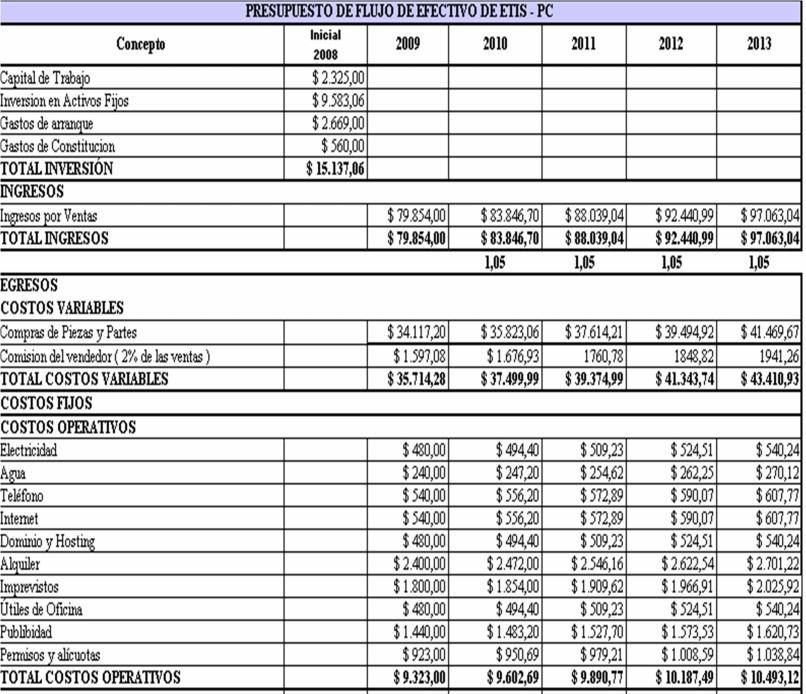 PRESUPUESTO DE FLUJO DE EFECTIVO DE ETIS - PC
Concepto Inicial 2008 2009 2010 2011 2012 2013
Capital de Trabajo $ 2.325,00
Inversion en Activos Fijos $ 9.583,06
Gastos de arranque $ 2.669,00
Gastos de Constitucion $ 560,00
TOTAL INVERSIÓN $ 15.137,06
INGRESOS
Ingresos por Ventas $ 79.854,00 $ 83.846,70 $ 88.039,04 $ 92.440,99 $ 97.063,04
TOTAL INGRESOS $ 79.854,00 $ 83.846,70 $ 88.039,04 $ 92.440,99 $ 97.063,04
1,05 1,05 1,05 1,05
EGRESOS
COSTOS VARIABLES
Compras de Piezas y Partes $ 34.117,20 $ 35.823,06 $ 37.614,21 $ 39.494,92 $ 41.469,67
Comision del vendedor ( 2% de las ventas ) $ 1.597,08 $ 1.676,93 1760,78 1848,82 1941,26
TOTAL COSTOS VARIABLES $ 35.714,28 $ 37.499,99 $ 39.374,99 $ 41.343,74 $ 43.410,93
COSTOS FIJOS
COSTOS OPERATIVOS
Electricidad $ 480,00 $ 494,40 $ 509,23 $ 524,51 $ 540,24
Agua $ 240,00 $ 247,20 $ 254,62 $ 262,25 $ 270,12
Teléfono $ 540,00 $ 556,20 $ 572,89 $ 590,07 $ 607,77
Internet $ 540,00 $ 556,20 $ 572,89 $ 590,07 $ 607,77
Dominio y Hosting $ 480,00 $ 494,40 $ 509,23 $ 524,51 $ 540,24
Alquiler $ 2.400,00 $ 2.472,00 $ 2.546,16 $ 2.622,54 $ 2.701,22
Imprevistos $ 1.800,00 $ 1.854,00 $ 1.909,62 $ 1.966,91 $ 2.025,92
Útiles de Oficina $ 480,00 $ 494,40 $ 509,23 $ 524,51 $ 540,24
Publibidad $ 1.440,00 $ 1.483,20 $ 1.527,70 $ 1.573,53 $ 1.620,73
Permisos y alicuotas $ 923,00 $ 950,69 $ 979,21 $ 1.008,59 $ 1.038,84
TOTAL COSTOS OPERATIVOS $ 9.323,00 $ 9.602,69 $ 9.890,77 $ 10.187,49 $ 10.493,12